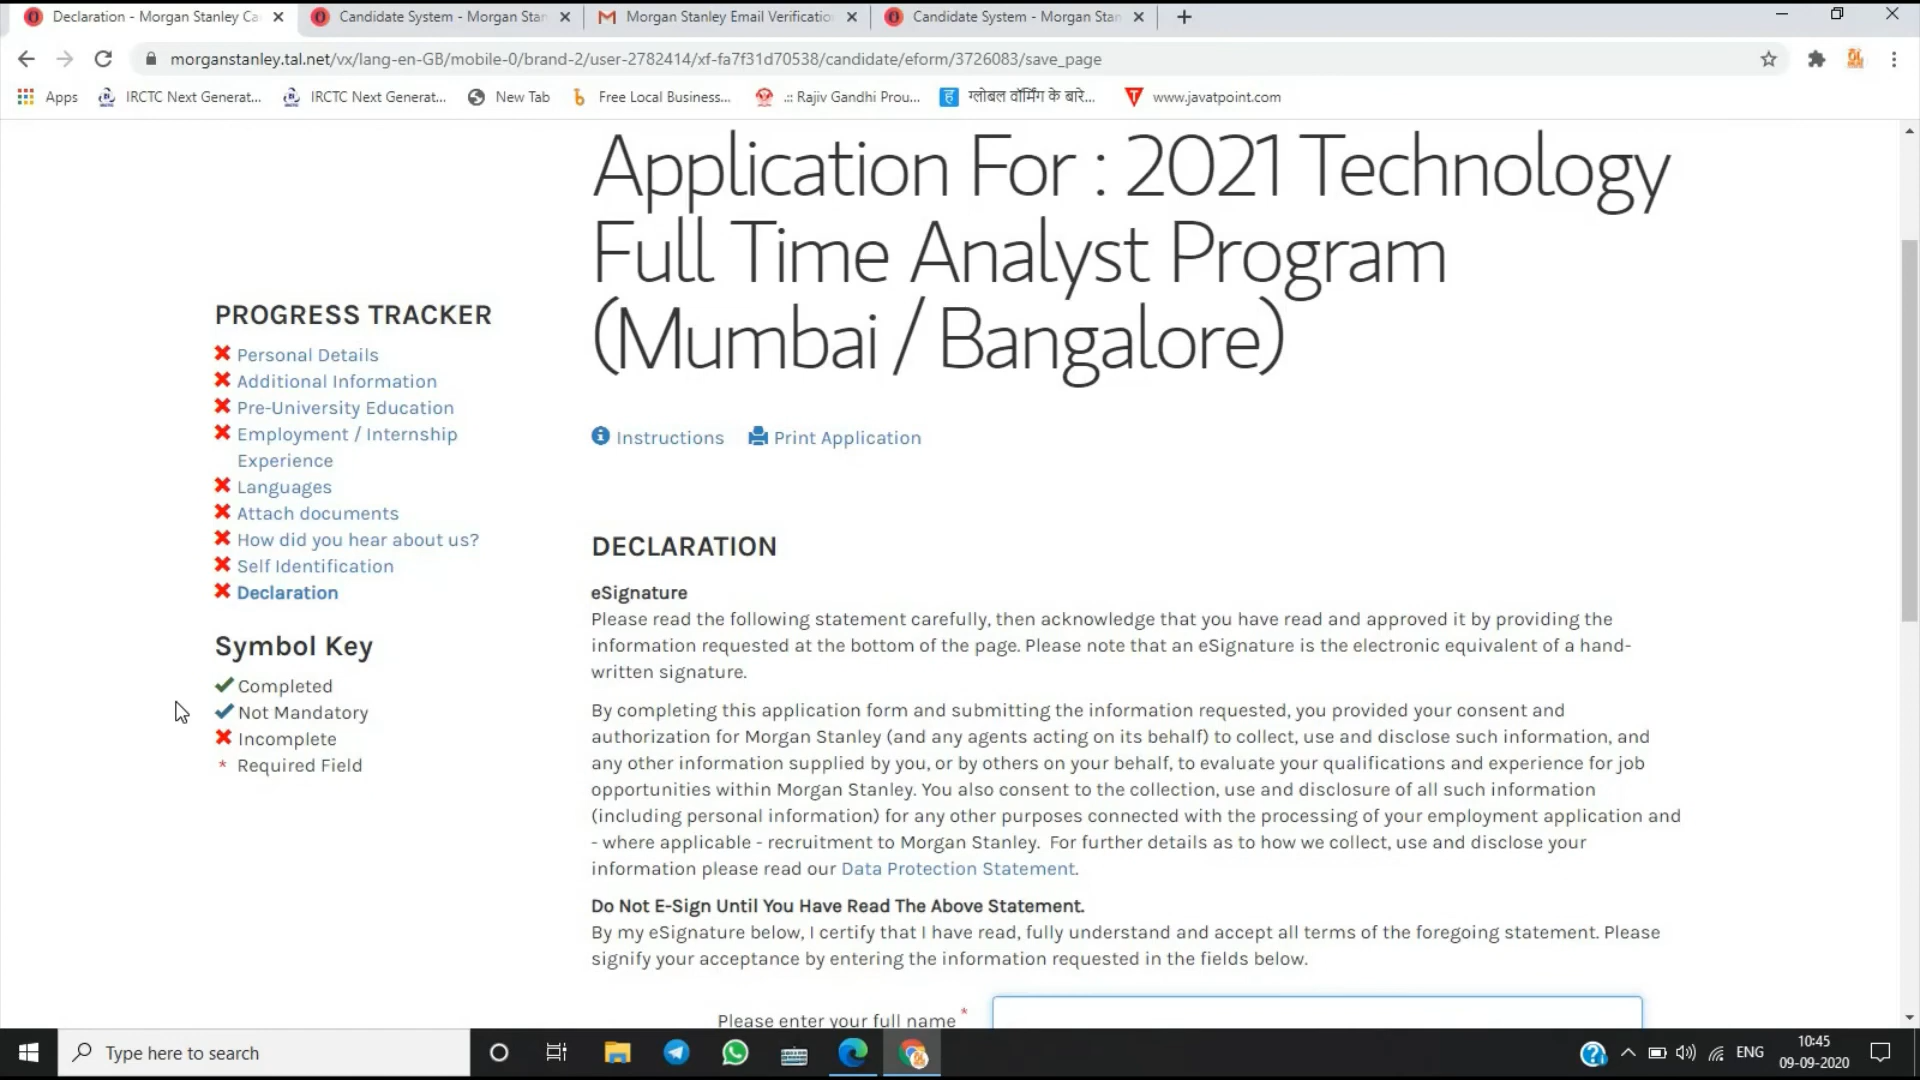 Declaration - Morgan Stanley Ca
Candidate System - Morgan Stan
Morgan Stanley Email Verificatio
Candidate System - Morgan Stan
morganstanley.tal.net/vx/lang-en-GB/mobile-0/brand-2/user-2782414/xf-fa7f31d70538/candidate/eform/3726083/save_page
Apps
IRCTC Next Generat...
IRCTC Next Generat...
New Tab
Free Local Business...
.:: Rajiv Gandhi Prou...
ग्लोबल वॉर्मिंग के बारे...
www.javatpoint.com
Application For : 2021 Technology
Full Time Analyst Program
(Mumbai / Bangalore)
PROGRESS TRACKER
Personal Details
Additional Information
Pre-University Education
Employment / Internship
Experience
Languages
Attach documents
How did you hear about us?
Self Identification
Declaration
Symbol Key
Completed
Not Mandatory
Incomplete
* Required Field
Instructions
Print Application
DECLARATION
eSignature
Please read the following statement carefully, then acknowledge that you have read and approved it by providing the
information requested at the bottom of the page. Please note that an eSignature is the electronic equivalent of a hand-
written signature.
By completing this application form and submitting the information requested, you provided your consent and
authorization for Morgan Stanley (and any agents acting on its behalf) to collect, use and disclose such information, and
any other information supplied by you, or by others on your behalf, to evaluate your qualifications and experience for job
opportunities within Morgan Stanley. You also consent to the collection, use and disclosure of all such information
(including personal information) for any other purposes connected with the processing of your employment application and
- where applicable - recruitment to Morgan Stanley. For further details as to how we collect, use and disclose your
information please read our Data Protection Statement.
Do Not E-Sign Until You Have Read The Above Statement.
By my eSignature below, I certify that I have read, fully understand and accept all terms of the foregoing statement. Please
signify your acceptance by entering the information requested in the fields below.
Please enter your full name *
Type here to search
ENG
10:45
09-09-2020